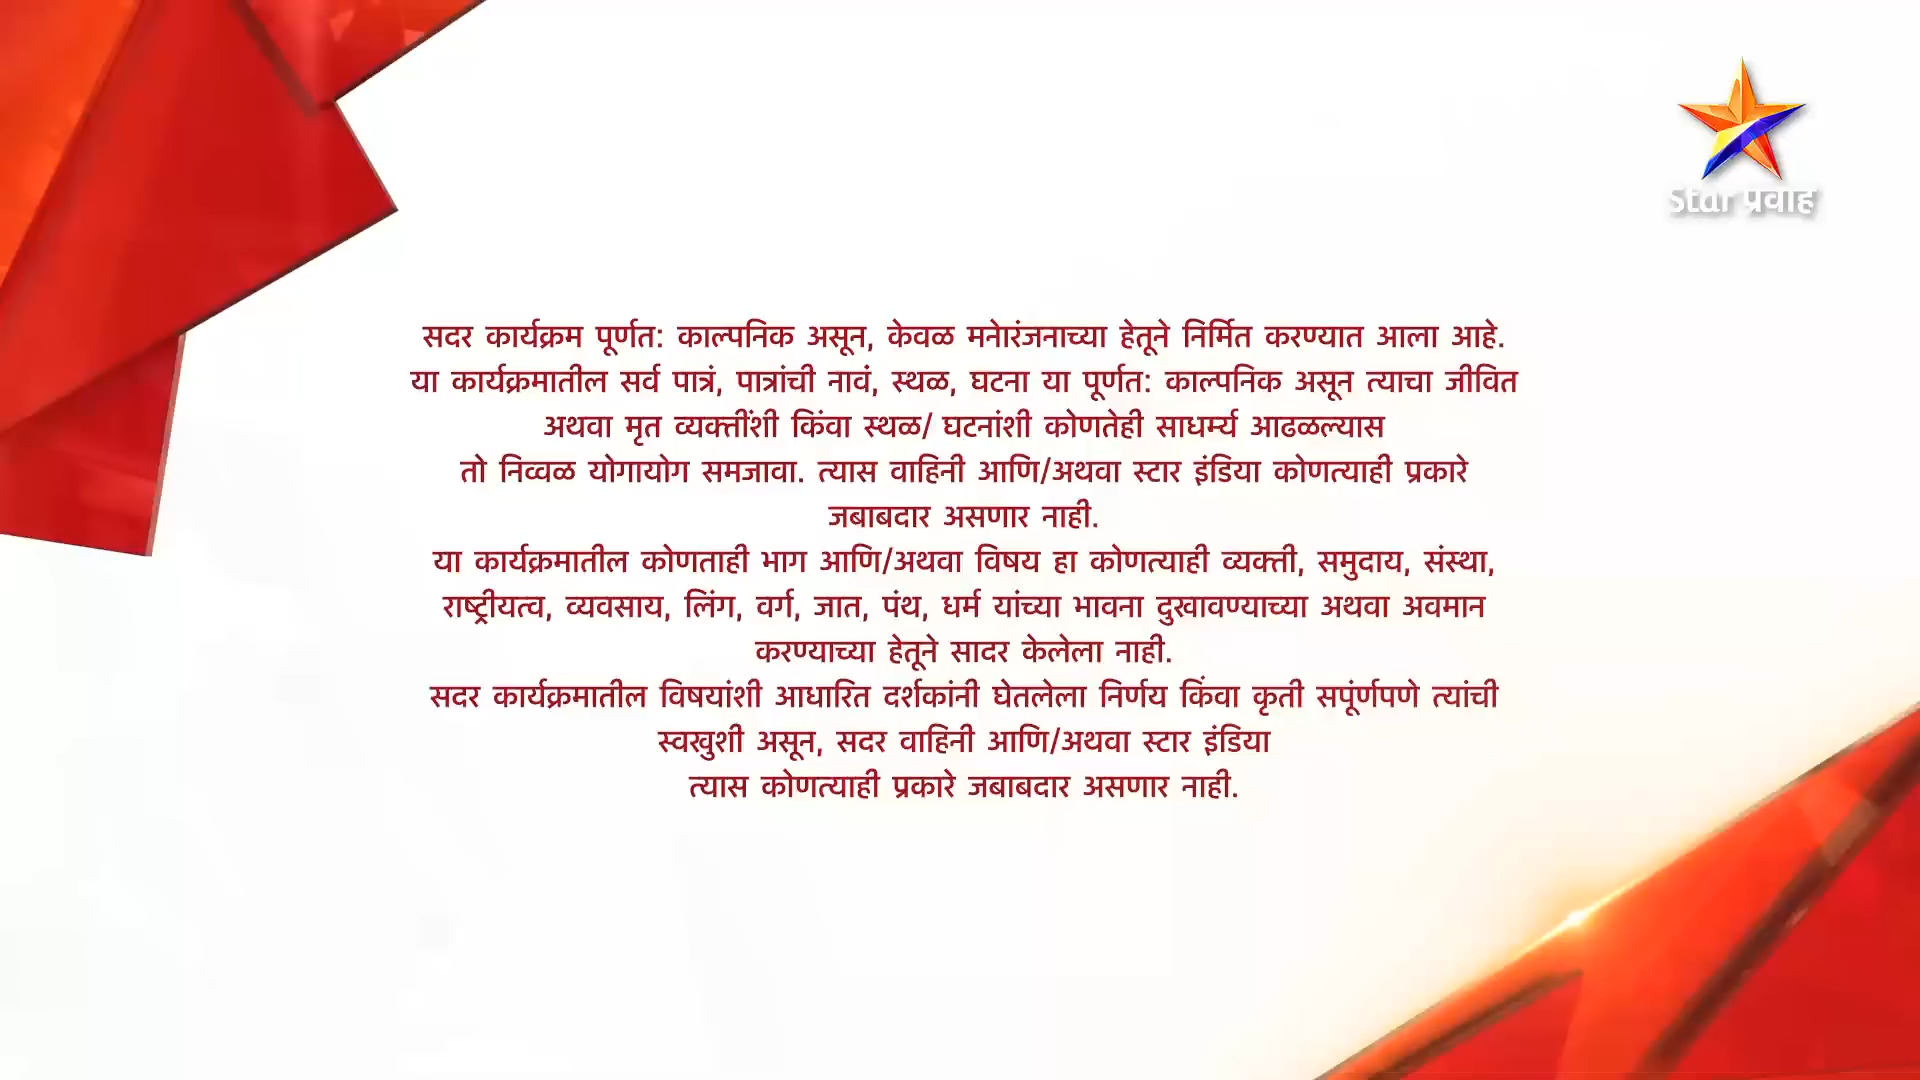 Star प्रवाह
सदर कार्यक्रम पूर्णत: काल्पनिक असून, केवळ मनोरंजनाच्या हेतूने निर्मित करण्यात आला आहे.
या कार्यक्रमातील सर्व पात्रं, पात्रांची नावं, स्थळ, घटना या पूर्णत: काल्पनिक असून त्याचा जीवित
अथवा मृत व्यक्तींशी किंवा स्थळ/ घटनांशी कोणतेही साधर्म्य आढळल्यास
तो निव्वळ योगायोग समजावा. त्यास वाहिनी आणि/अथवा स्टार इंडिया कोणत्याही प्रकारे
जबाबदार असणार नाही.
या कार्यक्रमातील कोणताही भाग आणि/अथवा विषय हा कोणत्याही व्यक्ती, समुदाय, संस्था,
राष्ट्रीयत्व, व्यवसाय, लिंग, वर्ग, जात, पंथ, धर्म यांच्या भावना दुखावण्याच्या अथवा अवमान
करण्याच्या हेतूने सादर केलेला नाही.
सदर कार्यक्रमातील विषयांशी आधारित दर्शकांनी घेतलेला निर्णय किंवा कृती सपूंर्णपणे त्यांची
स्वखुशी असून, सदर वाहिनी आणि/अथवा स्टार इंडिया
त्यास कोणत्याही प्रकारे जबाबदार असणार नाही.